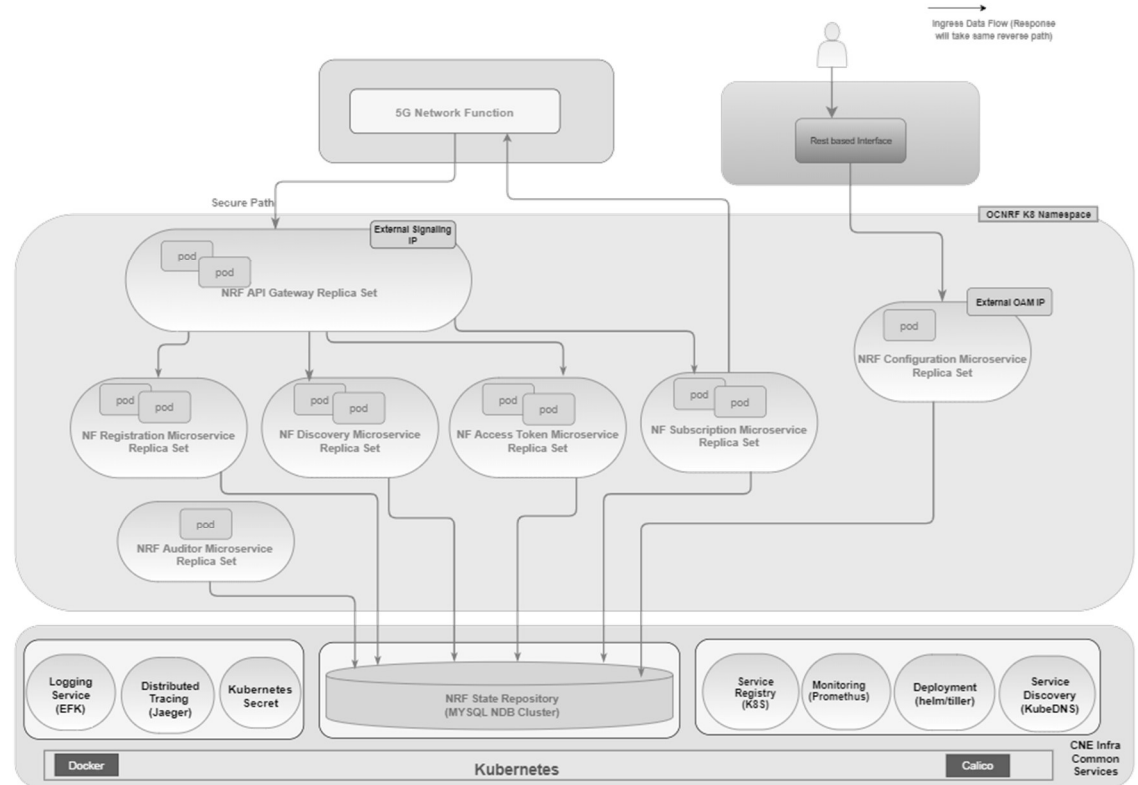 Ingress Data Flow (Response
will take same reverse path)
5G Network Function
Rest based Interface
Secure Path
OCNRF K8 Namespace
External Signaling
IP
pod
pod
NRF API Gateway Replica Set
External OAM IP
pod
NRF Configuration Microservice
Replica Set
pod
pod
NF Registration Microservice
Replica Set
pod
pod
NF Discovery Microservice
Replica Set
pod
pod
NF Access Token Microservice
Replica Set
pod
pod
NF Subscription Microservice
Replica Set
pod
NRF Auditor Microservice
Replica Set
Logging
Service
(EFK)
Distributed
Tracing
(Jaeger)
Kubernetes
Secret
NRF State Repository
(MYSQL NDB Cluster)
Service
Registry
(K8S)
Monitoring
(Promethus)
Deployment
(helm/tiller)
Service
Discovery
(KubeDNS)
Docker
Kubernetes
Calico
CNE Infra
Common
Services